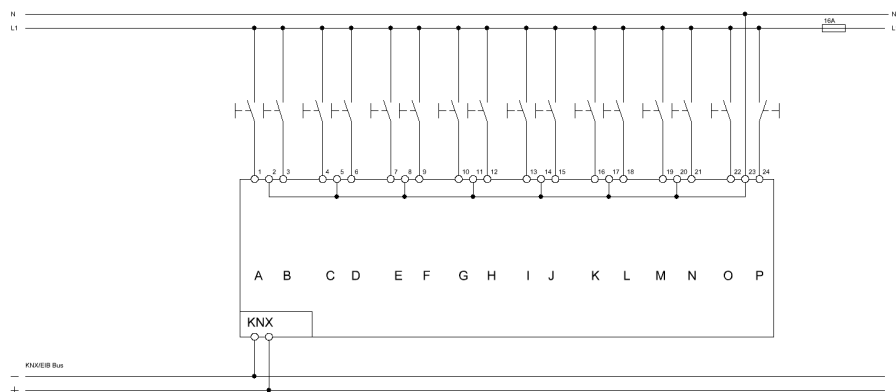 N N
16A
L1 L
1 2 3 4 5 6 7 8 9 10 11 12 13 14 15 16 17 18 19 20 21 22 23 24
A B C D E F G H I J K L M N O P
KNX
KNX/EIB Bus
—
+